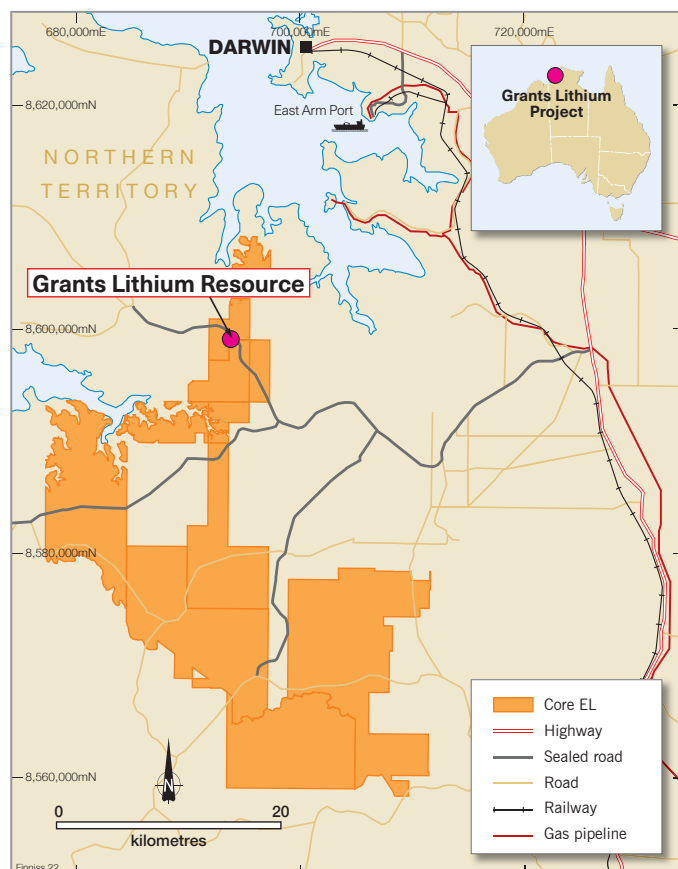 680,000mE
700,000mE
720,000mE
DARWIN
8,620,000mN
East Arm Port
Grants Lithium
Project
NORTHERN
TERRITORY
Grants Lithium Resource
8,600,000mN
8,580,000mN
8,560,000mN
Core EL
Highway
Sealed road
Road
Railway
Gas pipeline
N
0 20
kilometres
Finniss 22